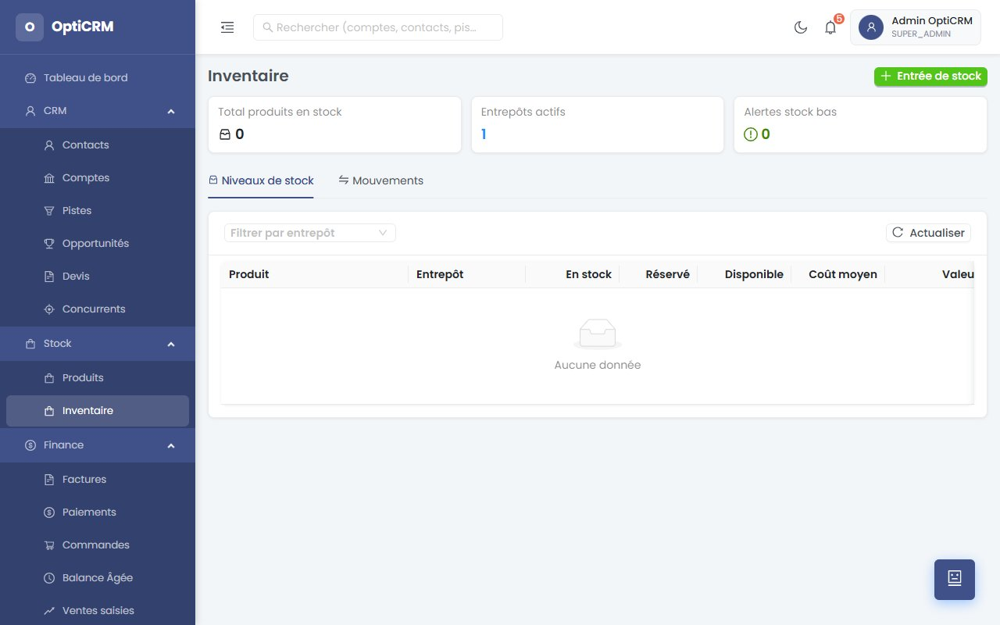 O OptiCRM
Rechercher (comptes, contacts, pis...
5
Admin OptiCRM
SUPER_ADMIN
Tableau de bord
CRM
Contacts
Comptes
Pistes
Opportunités
Devis
Concurrents
Stock
Produits
Inventaire
Finance
Factures
Paiements
Commandes
Balance Âgée
Ventes saisies
Inventaire
Entrée de stock
Total produits en stock
0
Entrepôts actifs
1
Alertes stock bas
0
Niveaux de stock
Mouvements
Filtrer par entrepôt
Actualiser
Produit Entrepôt En stock Réservé Disponible Coût moyen Valeu
Aucune donnée